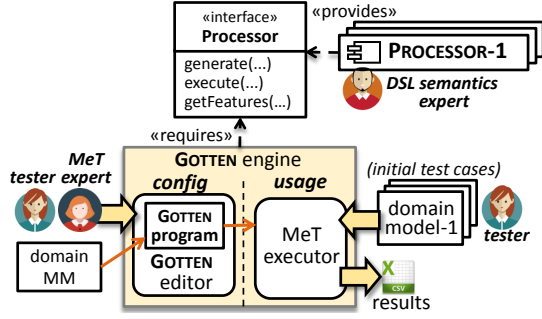 «interface»
Processor
generate(...)
execute(...)
getFeatures(...)
«provides»
PROCESSOR-1
DSL semantics
expert
«requires»
GOTTEN engine
config
usage
MeT
tester expert
GOTTEN
program
GOTTEN
editor
domain
MM
MeT
executor
(initial test cases)
domain
model-1
tester
X
CSV
results